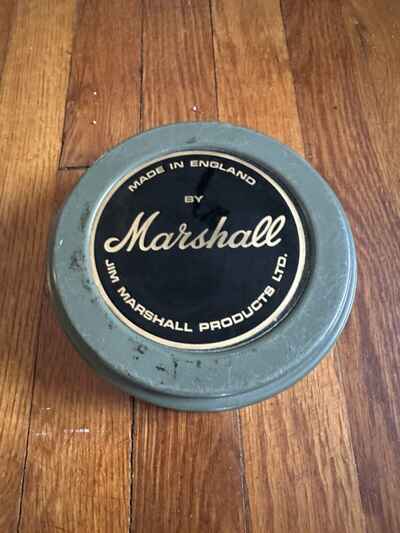 MADE IN ENGLAND
BY
Marshall
JIM MARSHALL PRODUCTS LTD.